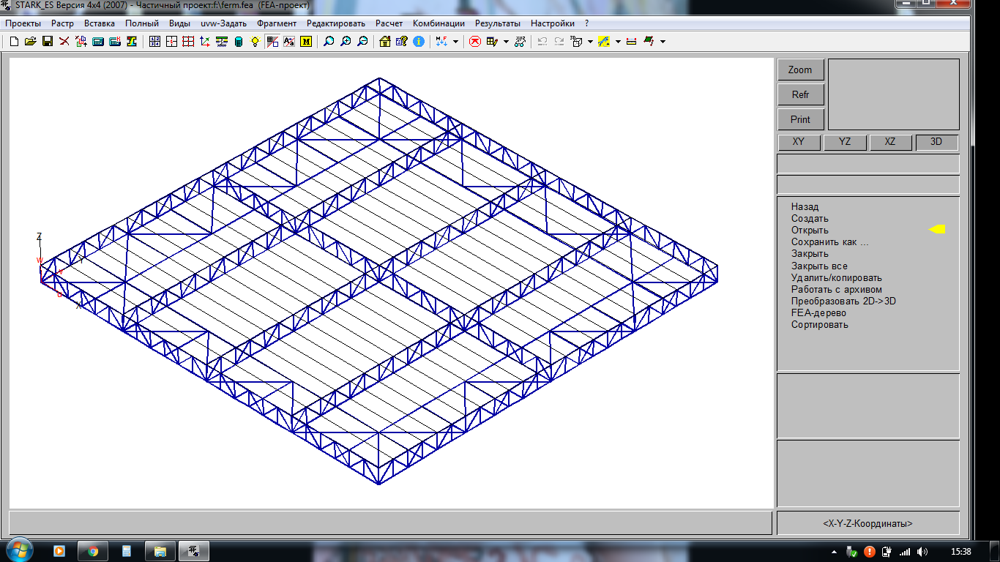 STARK_ES Версия 4x4 (2007) - Частичный проект:f:\ferm.fea (FEA-проект)
Проекты Растр Вставка Полный Виды uvw-Задать Фрагмент Редактировать Расчет Комбинации Результаты Настройки ?
M
M,F
Zoom
Refr
Print
XY YZ XZ 3D
Назад
Создать
Открыть
Сохранить как ...
Закрыть
Закрыть все
Удалить/копировать
Работать с архивом
Преобразовать 2D->3D
FEA-дерево
Сортировать
Z
w
Y
v
u
X
<X-Y-Z-Координаты>
15:38